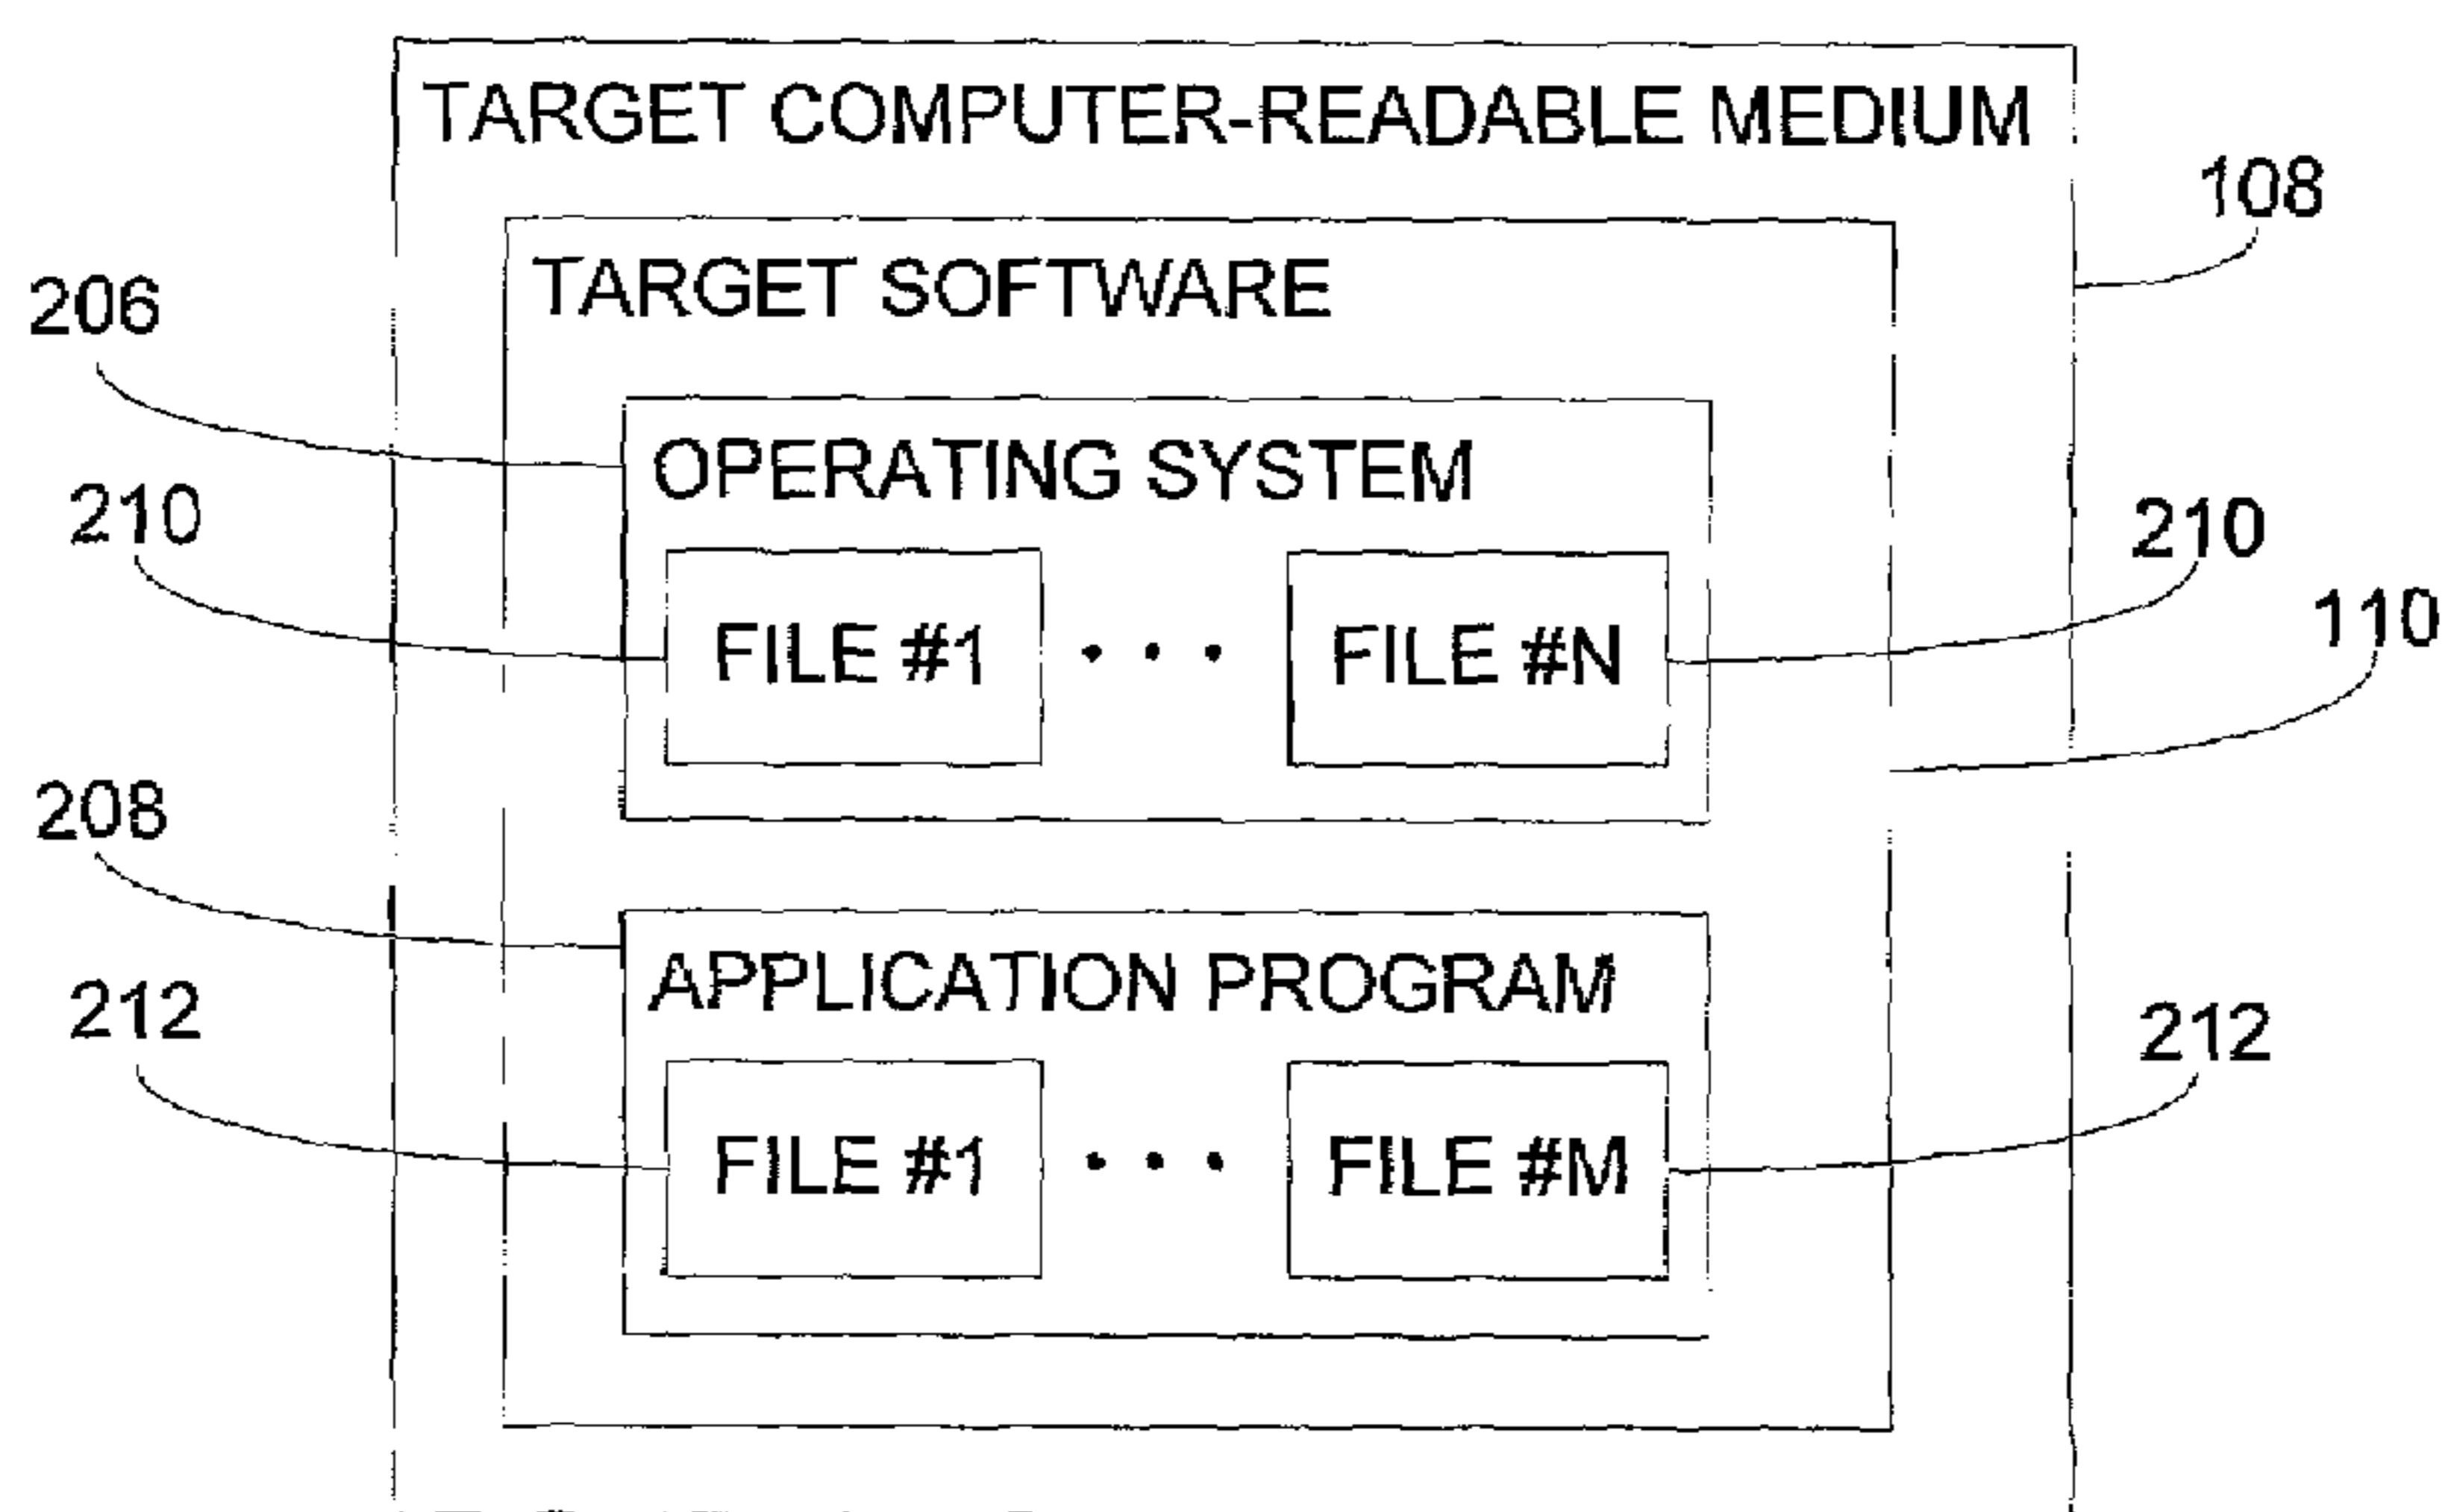 TARGET COMPUTER-READABLE MEDIUM
108
TARGET SOFTWARE
206
OPERATING SYSTEM
210
210
110
FILE #1 • • • FILE #N
208
APPLICATION PROGRAM
212
212
FILE #1 • • • FILE #M